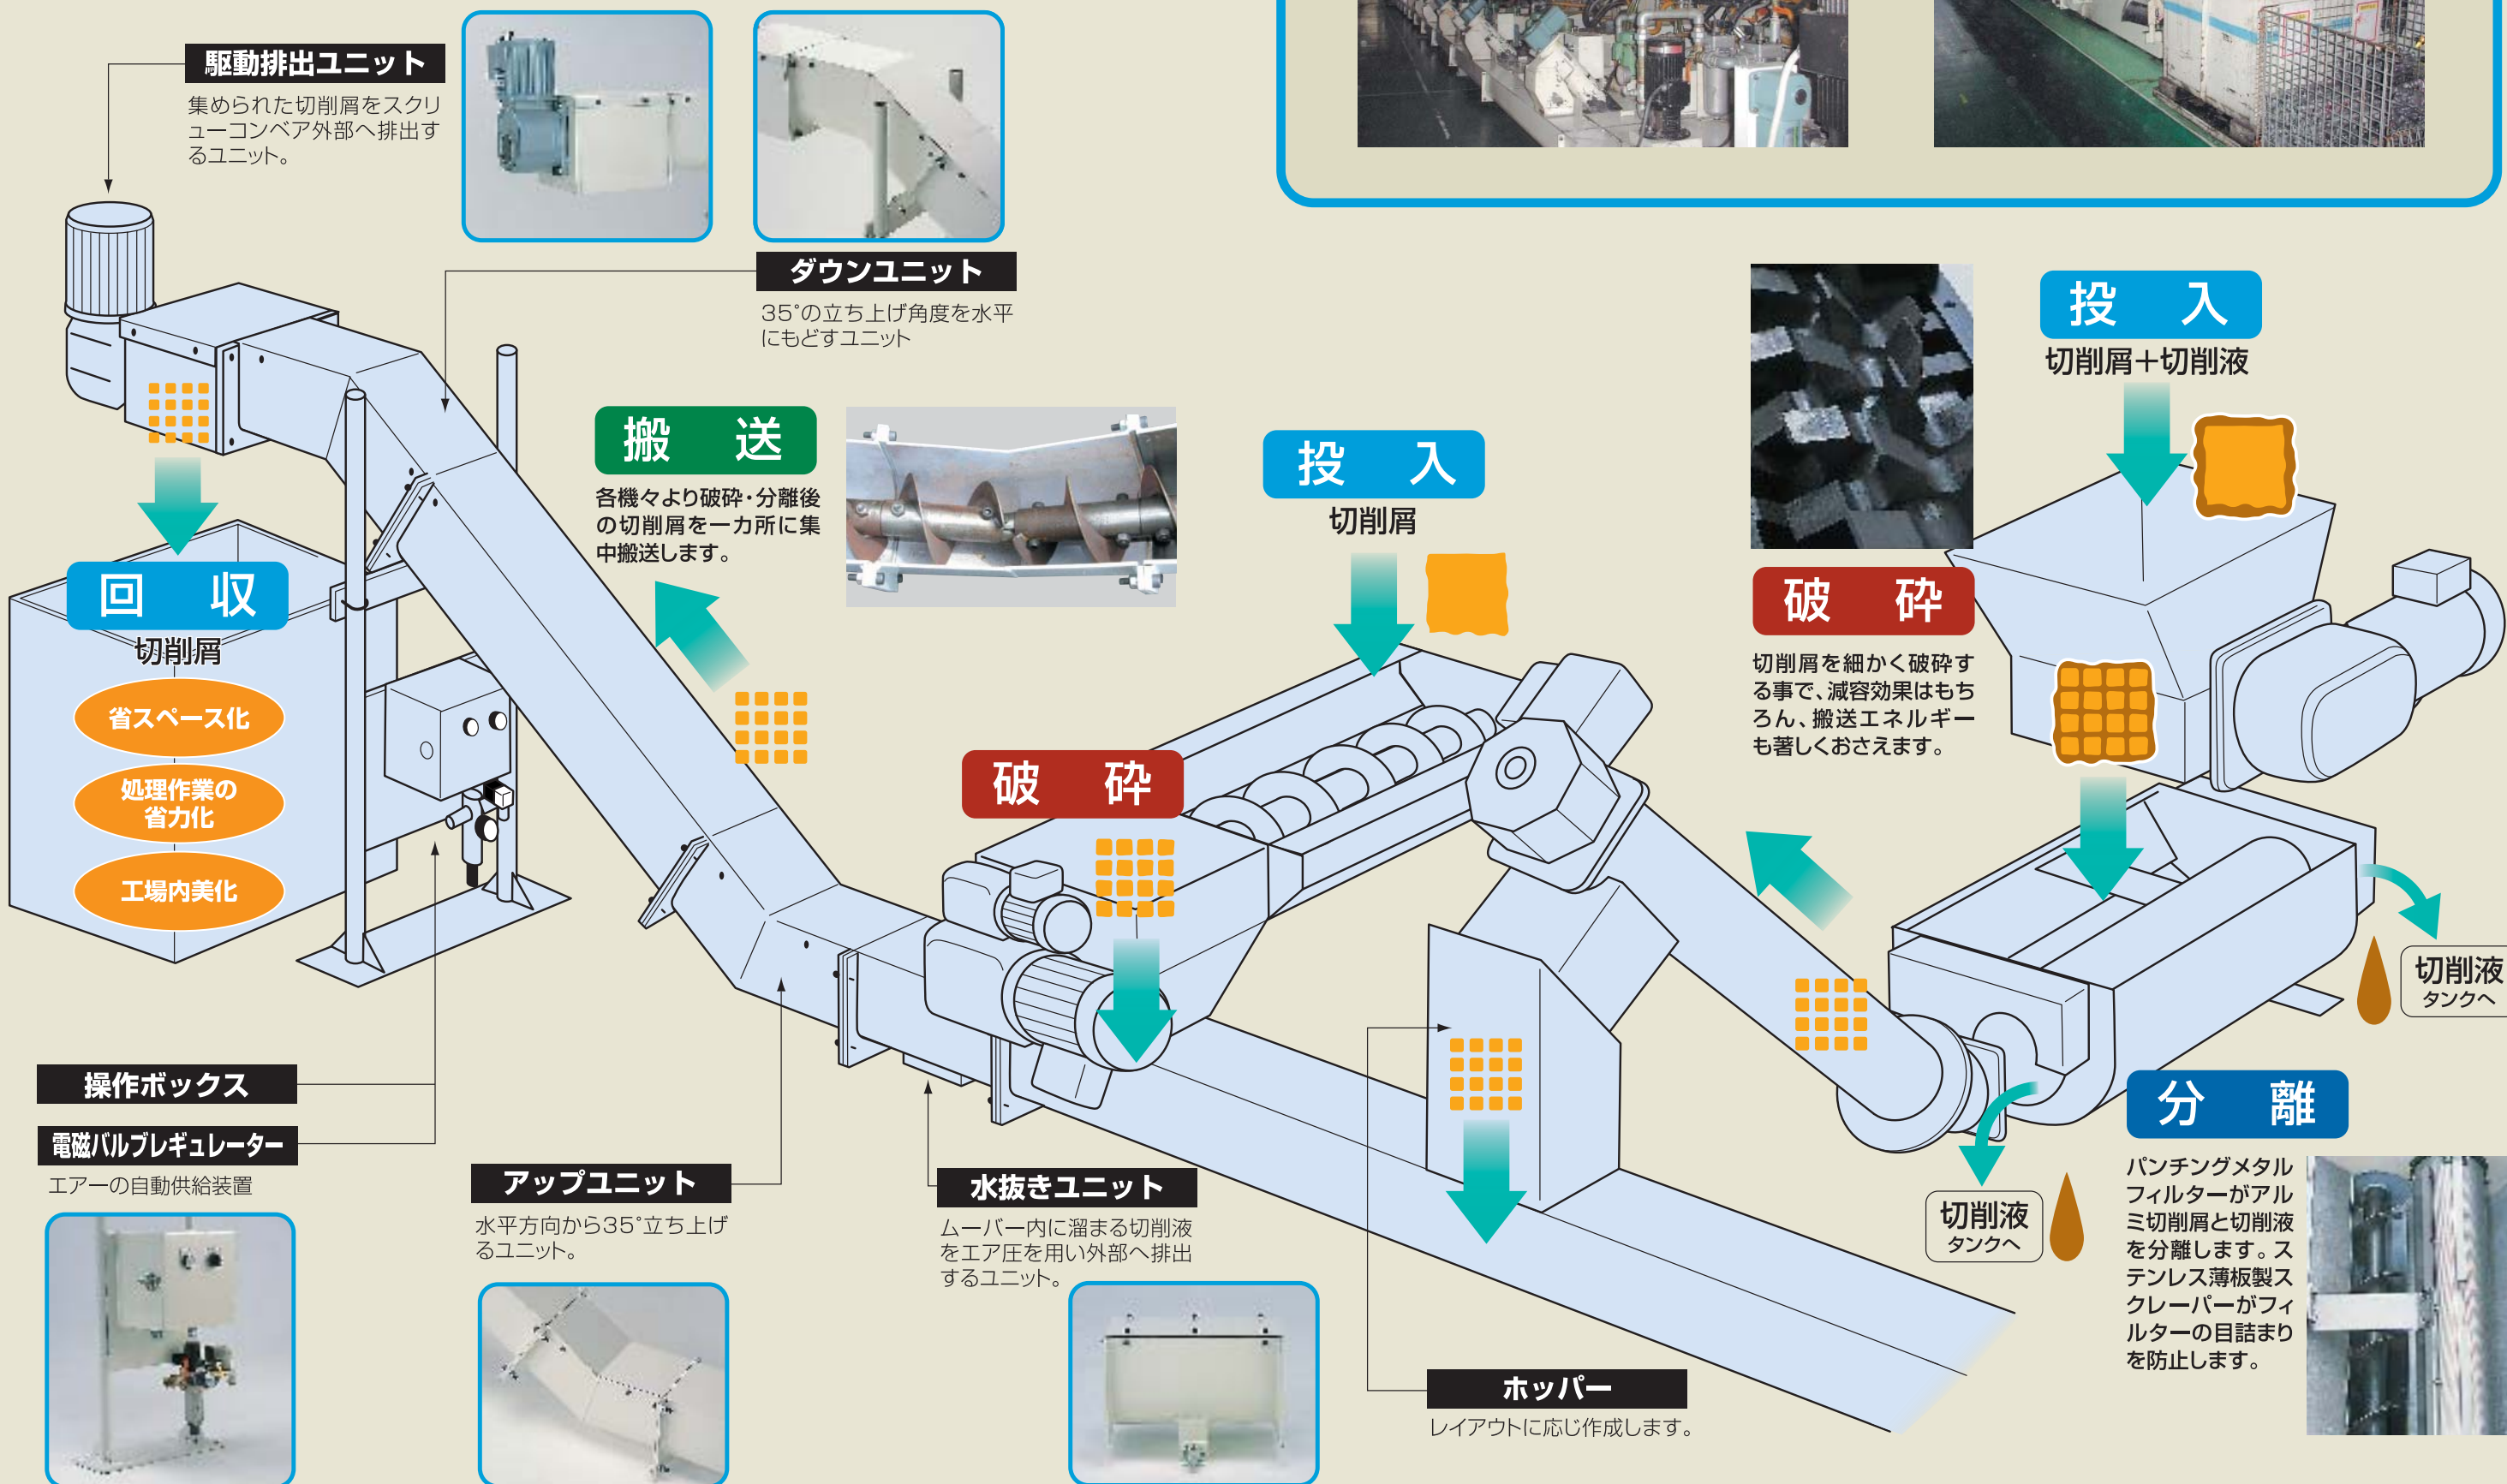 駆動排出ユニット
集められた切削屑をスクリ
ューコンベア外部へ排出す
るユニット。
ダウンユニット
35°の立ち上げ角度を水平
にもどすユニット
投 入
切削屑+切削液
搬 送
各機々より破砕・分離後
の切削屑を一カ所に集
中搬送します。
投 入
切削屑
破 砕
切削屑を細かく破砕す
る事で、減容効果はもち
ろん、搬送エネルギー
も著しくおさえます。
回 収
切削屑
省スペース化
処理作業の
省力化
工場内美化
破 砕
切削液
タンクへ
操作ボックス
電磁バルブレギュレーター
エアーの自動供給装置
アップユニット
水平方向から35°立ち上げ
るユニット。
水抜きユニット
ムーバー内に溜まる切削液
をエア圧を用い外部へ排出
するユニット。
ホッパー
レイアウトに応じ作成します。
切削液
タンクへ
分 離
パンチングメタル
フィルターがアル
ミ切削屑と切削液
を分離します。ス
テンレス薄板製ス
クレーパーがフィ
ルターの目詰まり
を防止します。